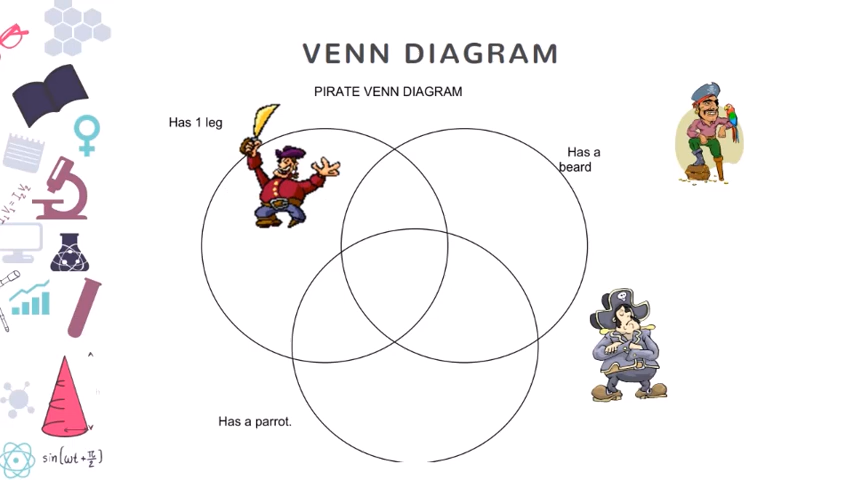 VENN DIAGRAM
PIRATE VENN DIAGRAM
Has 1 leg
Has a
beard
Has a parrot.
sin(ωt+π/2)